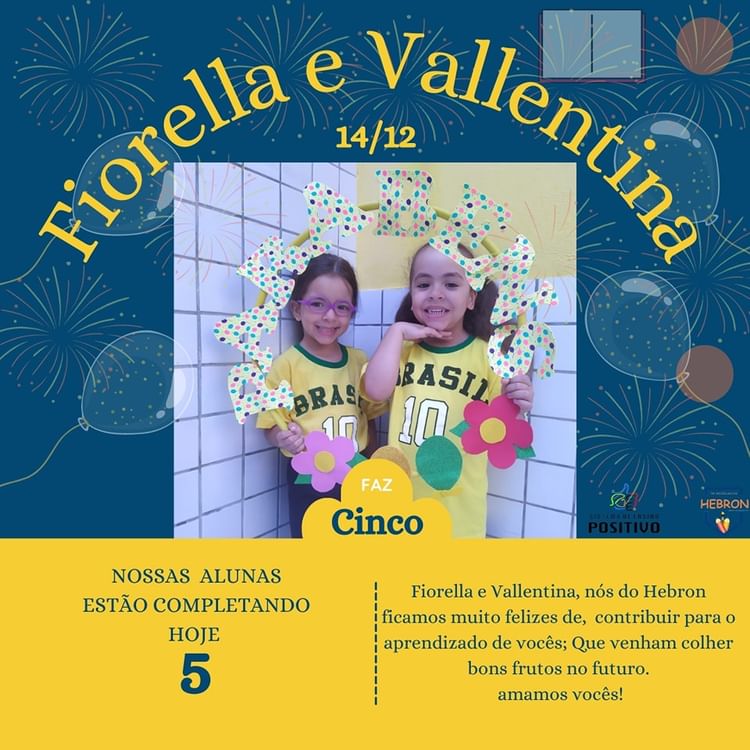 Fiorella e Vallentina
14/12
PARABÉNS
BRASIL
10
BRASIL
10
FAZ
Cinco
POSITIVO
HEBRON
NOSSAS ALUNAS
ESTÃO COMPLETANDO
HOJE
5
Fiorella e Vallentina, nós do Hebron
ficamos muito felizes de, contribuir para o
aprendizado de vocês; Que venham colher
bons frutos no futuro.
amamos vocês!